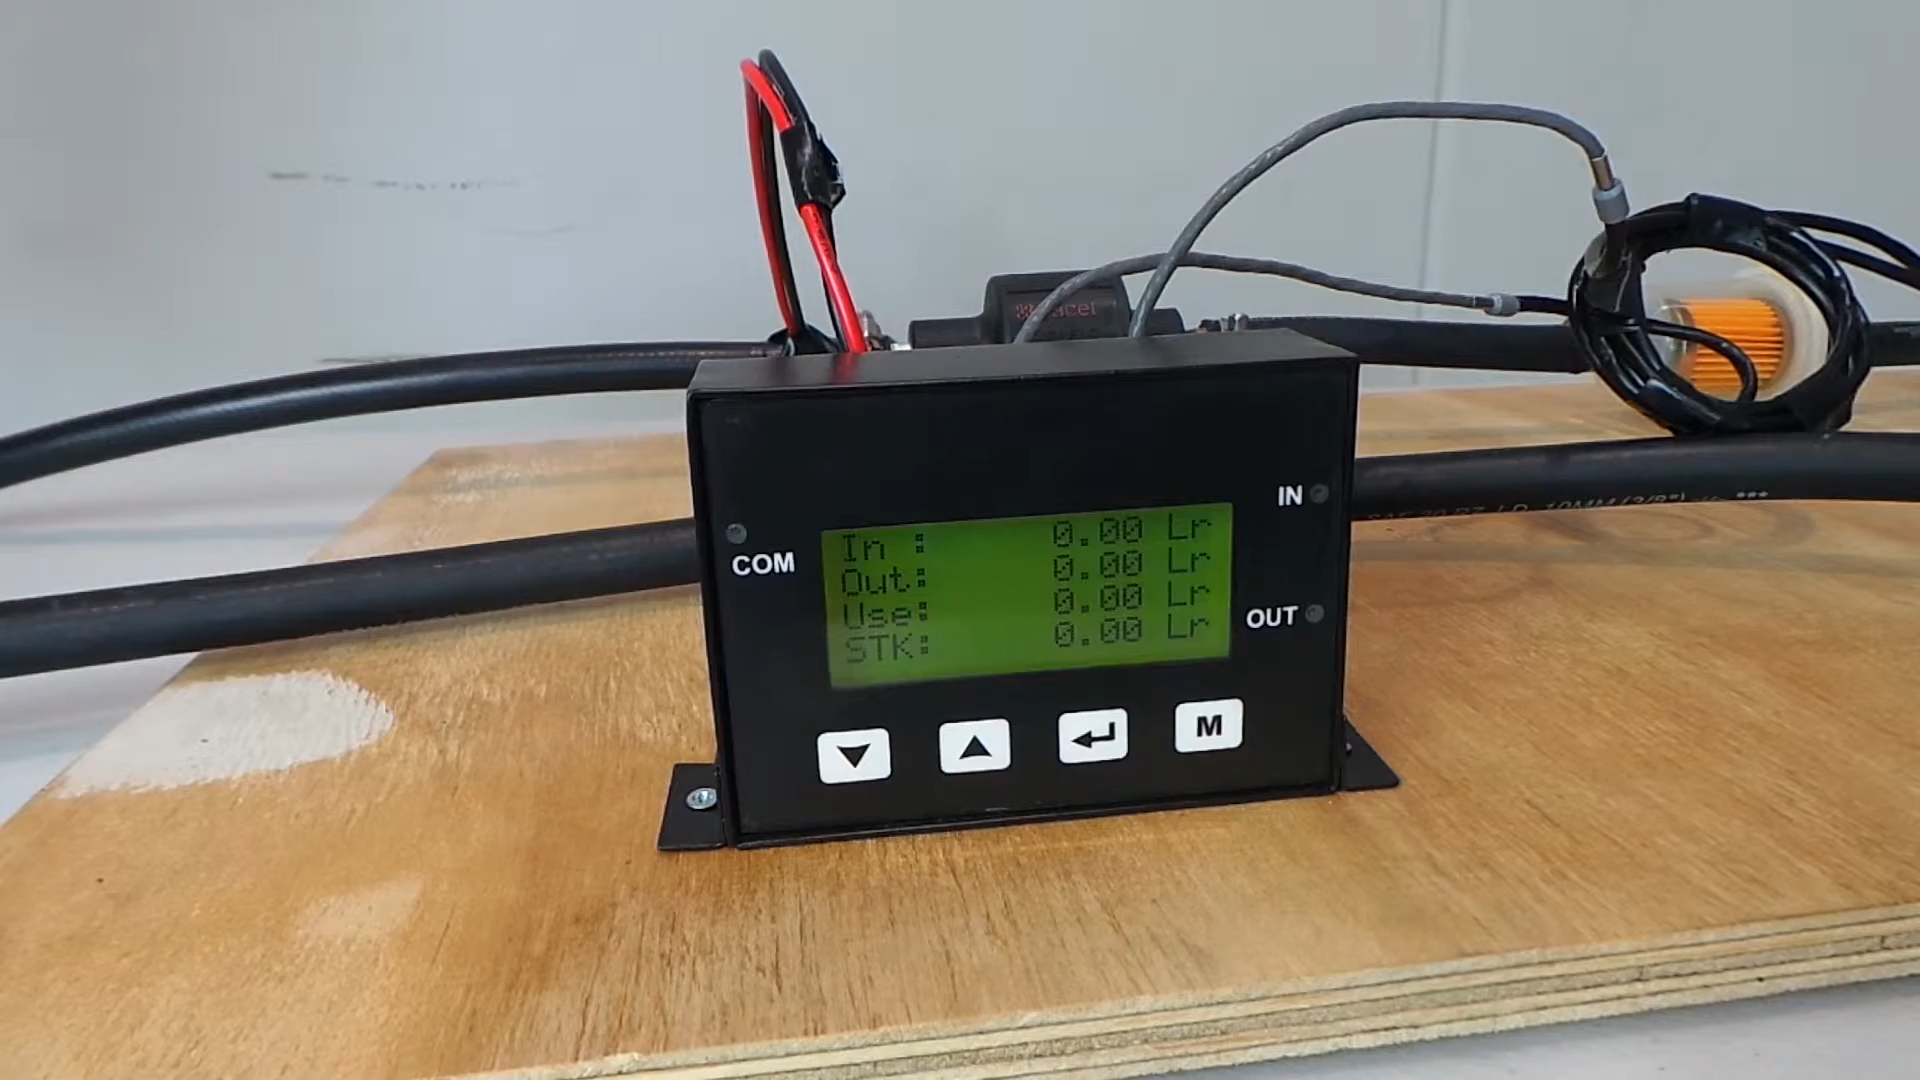 In : 0.00 Lr
Out: 0.00 Lr
Use: 0.00 Lr
STK: 0.00 Lr
COM
IN
OUT
M